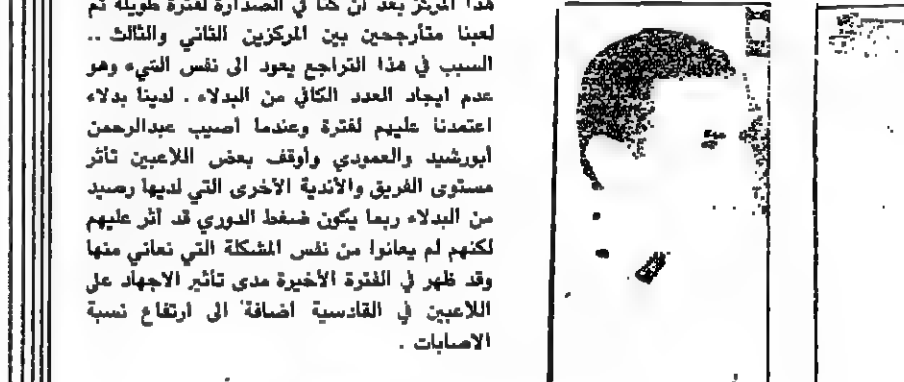 هذا المركز بعد أن كنا في الصدارة لفترة طويلة ثم
لعبنا متأرجحين بين المركزين الثاني والثالث ..
السبب في هذا التراجع يعود الى نفس الشيء وهو
عدم ايجاد العدد الكافي من البدلاء . لدينا بدلاء
اعتمدنا عليهم لفترة وعندما أصيب عبدالرحمن
أبورشيد والعمودي وأوقف بعض اللاعبين تأثر
مستوى الفريق والأندية الأخرى التي لديها رصيد
من البدلاء ربما يكون ضغط الدوري قد أثر عليهم
لكنهم لم يعانوا من نفس المشكلة التي نعاني منها
وقد ظهر في الفترة الأخيرة مدى تأثير الاجهاد على
اللاعبين في القادسية اضافة الى ارتفاع نسبة
الاصابات .